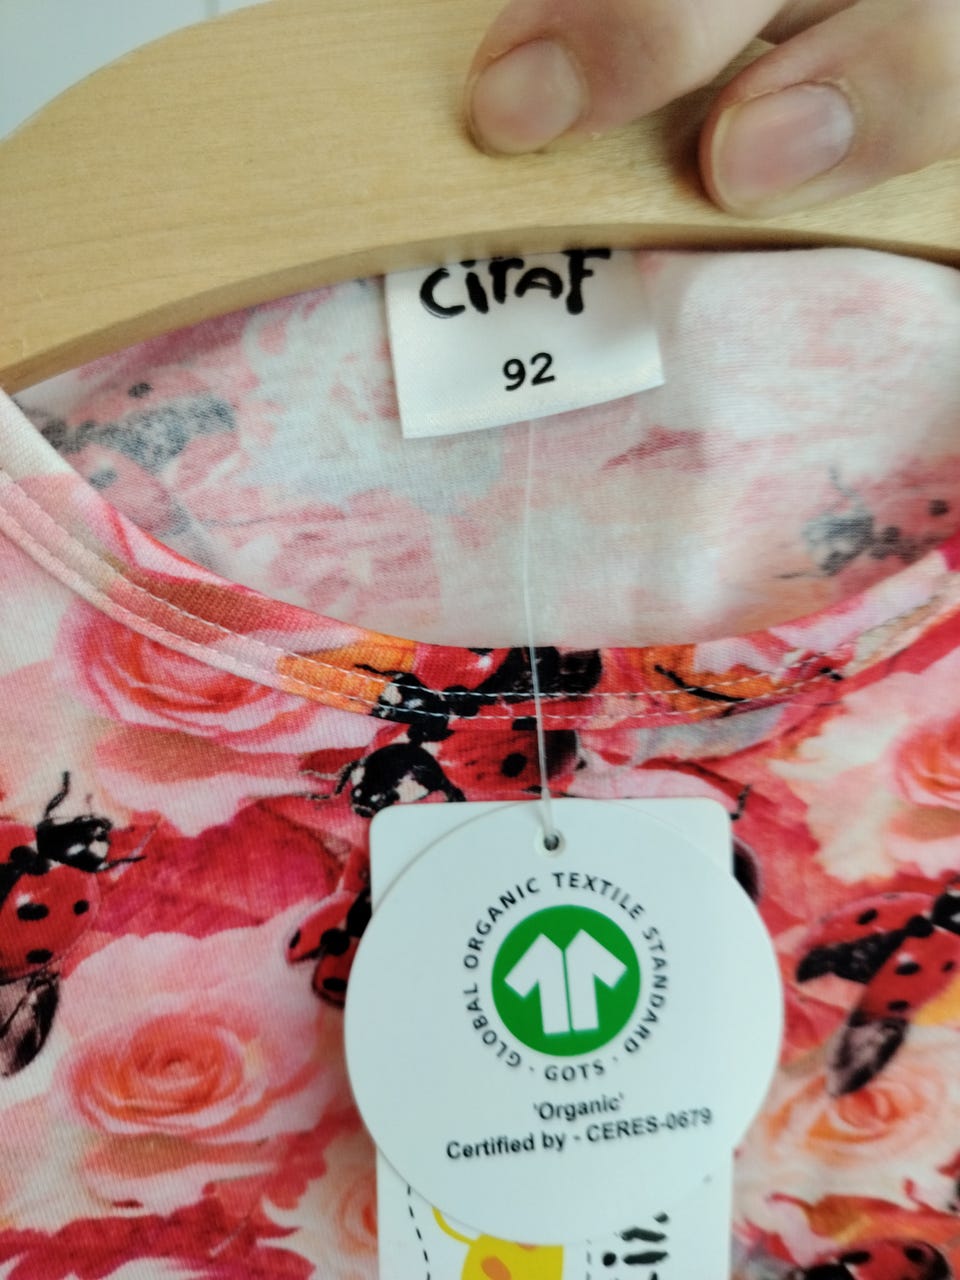 CiraF
92
GLOBAL ORGANIC TEXTILE STANDARD · GOTS ·
'Organic'
Certified by - CERES-0679